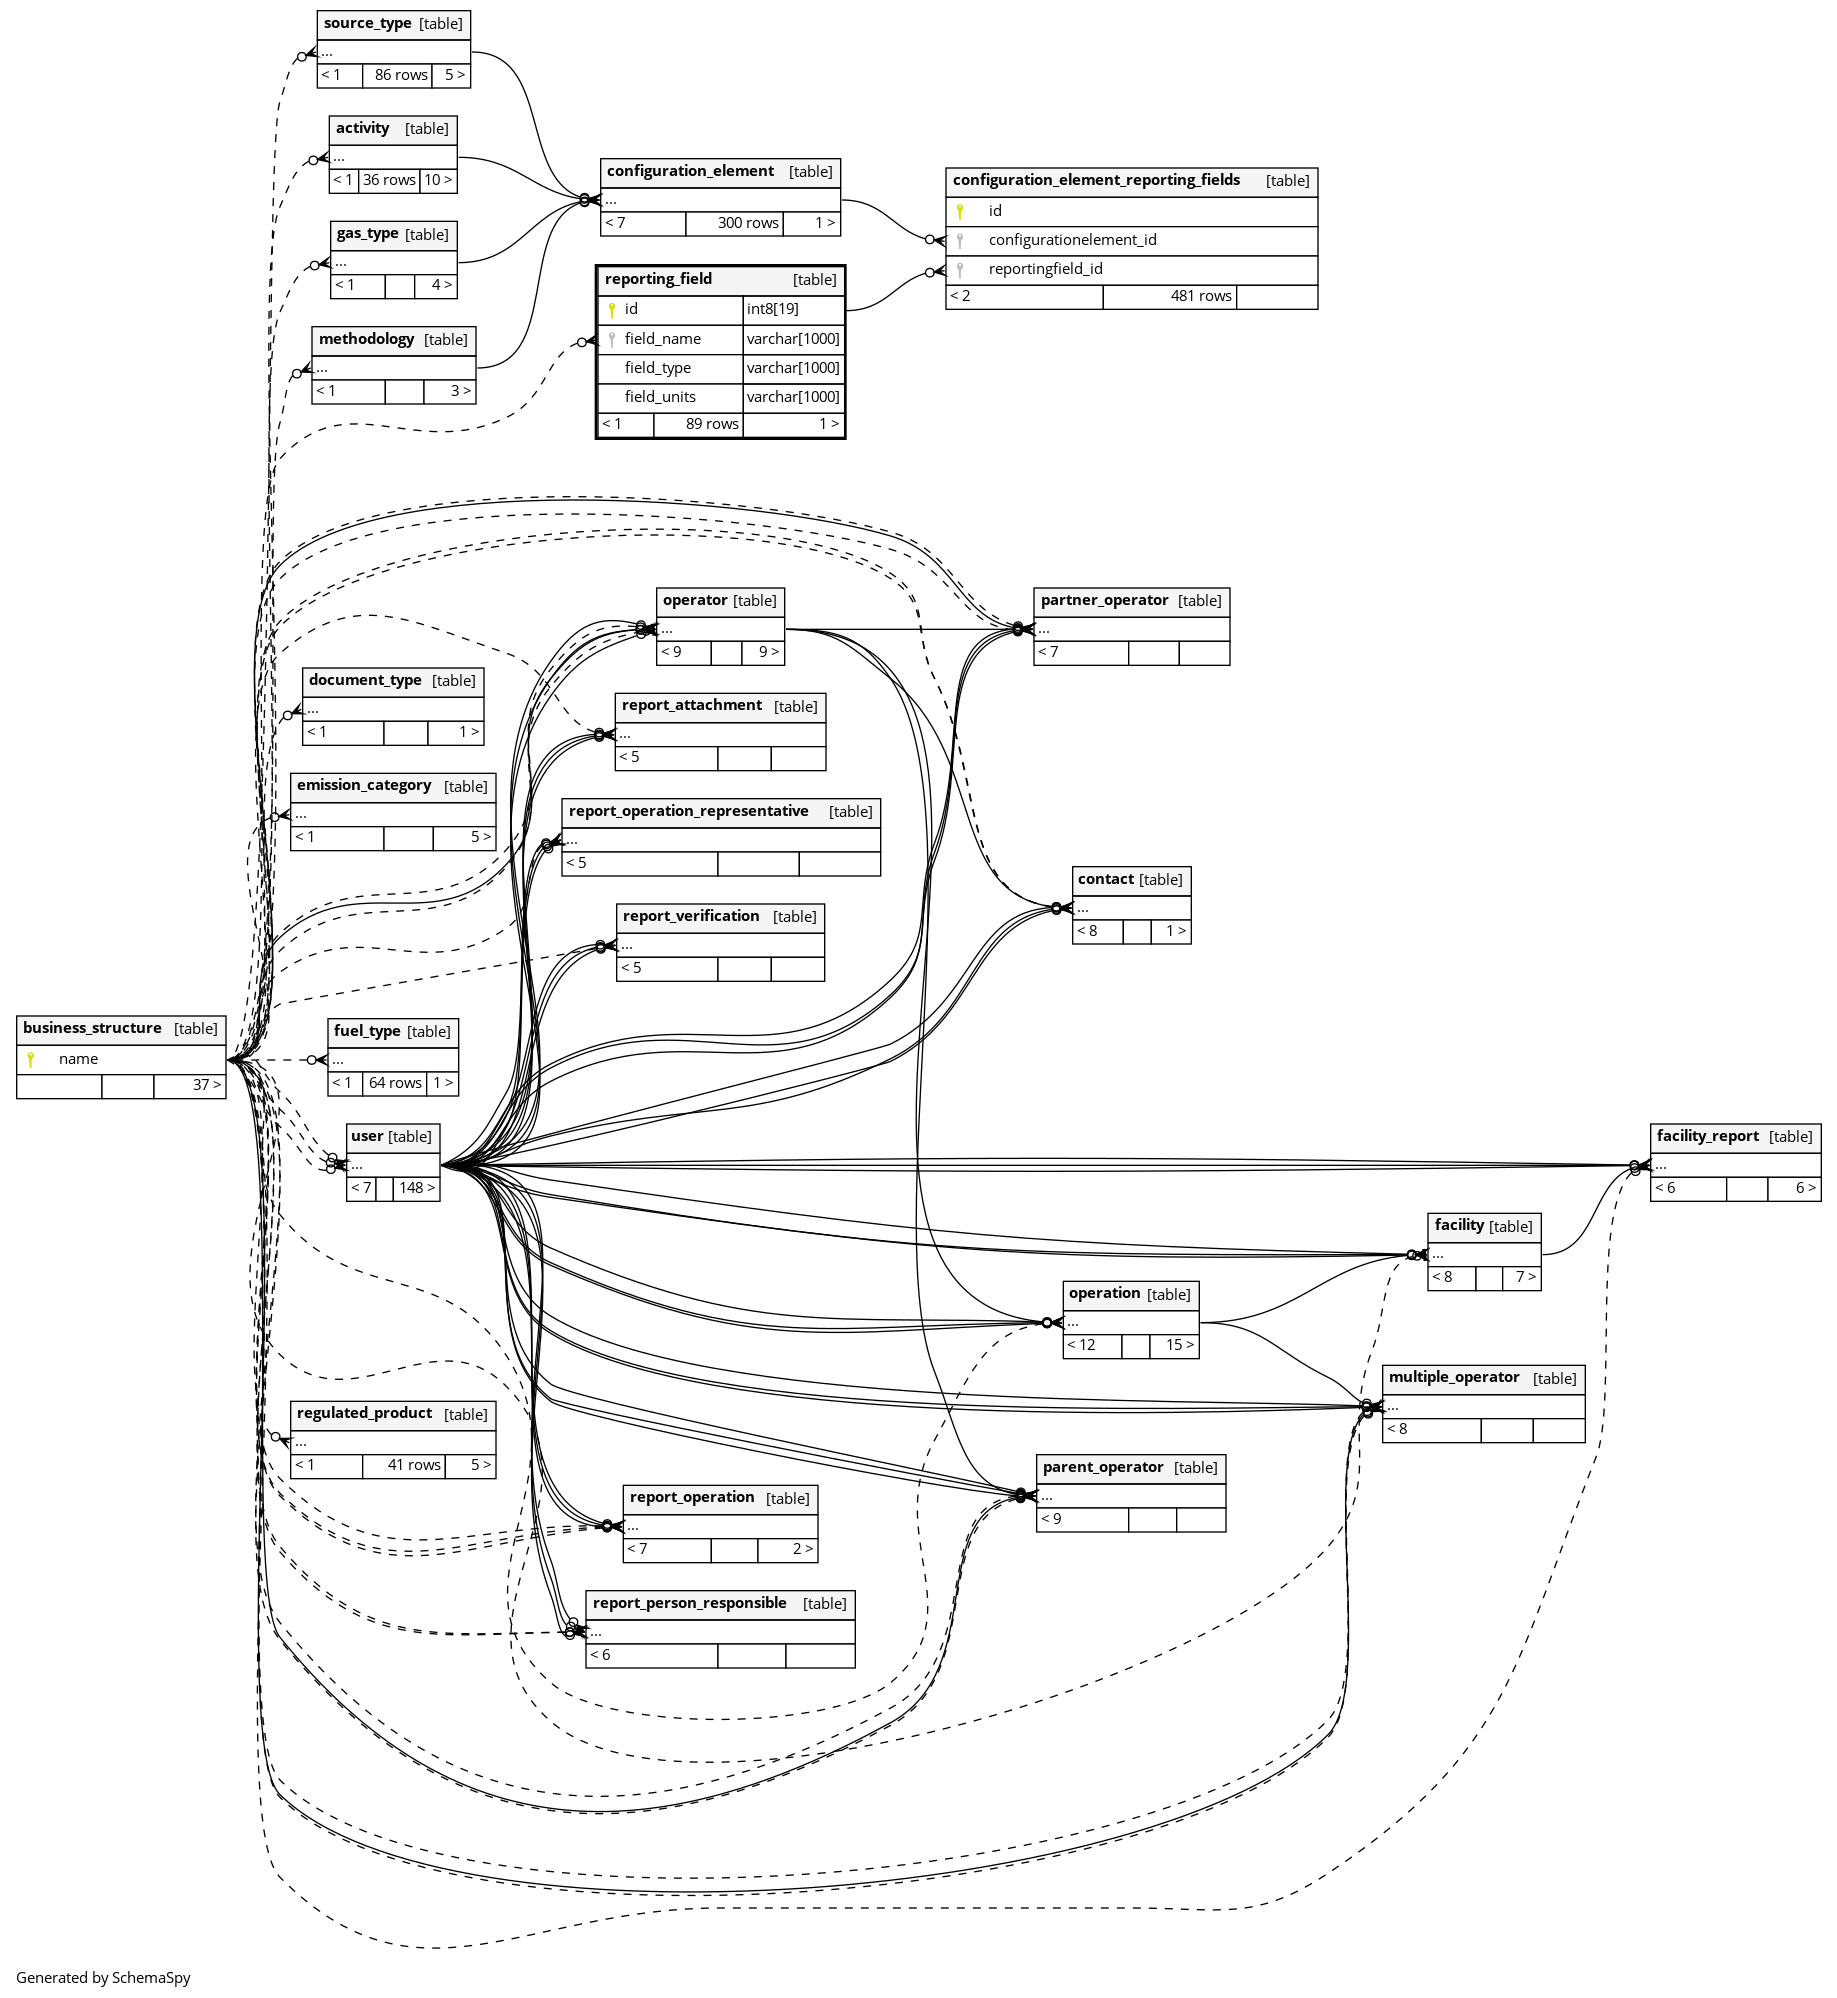 source_type [table]
...
< 1 86 rows 5 >
activity [table]
...
< 1 36 rows 10 >
gas_type [table]
...
< 1 4 >
methodology [table]
...
< 1 3 >
configuration_element [table]
...
< 7 300 rows 1 >
configuration_element_reporting_fields [table]
id
configurationelement_id
reportingfield_id
< 2 481 rows
reporting_field [table]
id int8[19]
field_name varchar[1000]
field_type varchar[1000]
field_units varchar[1000]
< 1 89 rows 1 >
operator [table]
...
< 9 9 >
partner_operator [table]
...
< 7
document_type [table]
...
< 1 1 >
report_attachment [table]
...
< 5
emission_category [table]
...
< 1 5 >
report_operation_representative [table]
...
< 5
contact [table]
...
< 8 1 >
report_verification [table]
...
< 5
business_structure [table]
name
37 >
fuel_type [table]
...
< 1 64 rows 1 >
user [table]
...
< 7 148 >
facility_report [table]
...
< 6 6 >
facility [table]
...
< 8 7 >
operation [table]
...
< 12 15 >
multiple_operator [table]
...
< 8
regulated_product [table]
...
< 1 41 rows 5 >
parent_operator [table]
...
< 9
report_operation [table]
...
< 7 2 >
report_person_responsible [table]
...
< 6
Generated by SchemaSpy